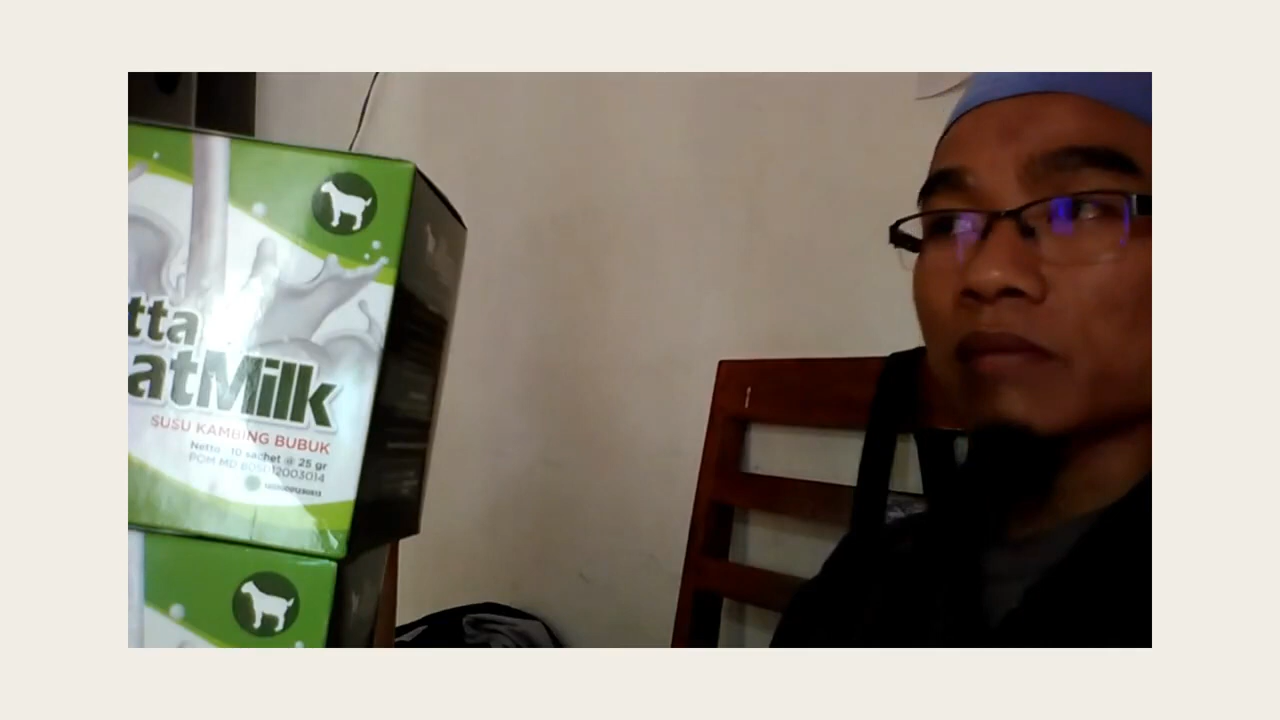 tta
atMilk
SUSU KAMBING BUBUK
Netto 10 sachet @ 25 gr
POM MD